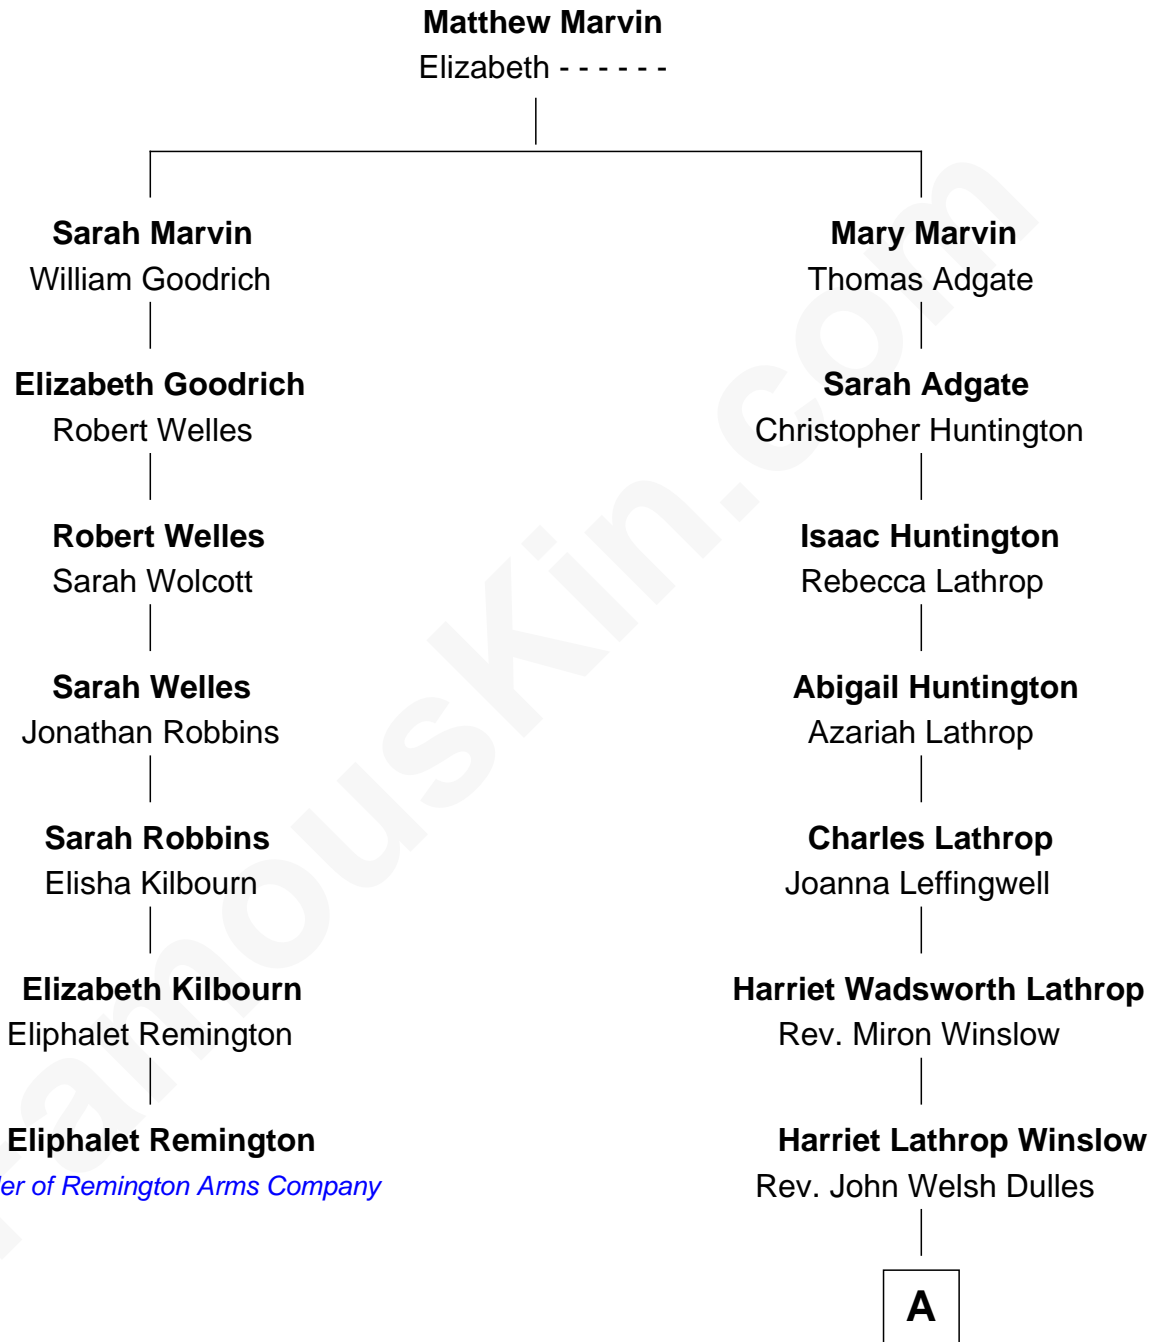 Matthew Marvin
Elizabeth - - - - - -
Sarah Marvin
William Goodrich
Mary Marvin
Thomas Adgate
Elizabeth Goodrich
Robert Welles
Sarah Adgate
Christopher Huntington
Robert Welles
Sarah Wolcott
Isaac Huntington
Rebecca Lathrop
Sarah Welles
Jonathan Robbins
Abigail Huntington
Azariah Lathrop
Sarah Robbins
Elisha Kilbourn
Charles Lathrop
Joanna Leffingwell
Elizabeth Kilbourn
Eliphalet Remington
Harriet Wadsworth Lathrop
Rev. Miron Winslow
Eliphalet Remington
of Remington Arms Company
Harriet Lathrop Winslow
Rev. John Welsh Dulles
A
FamousKin.com